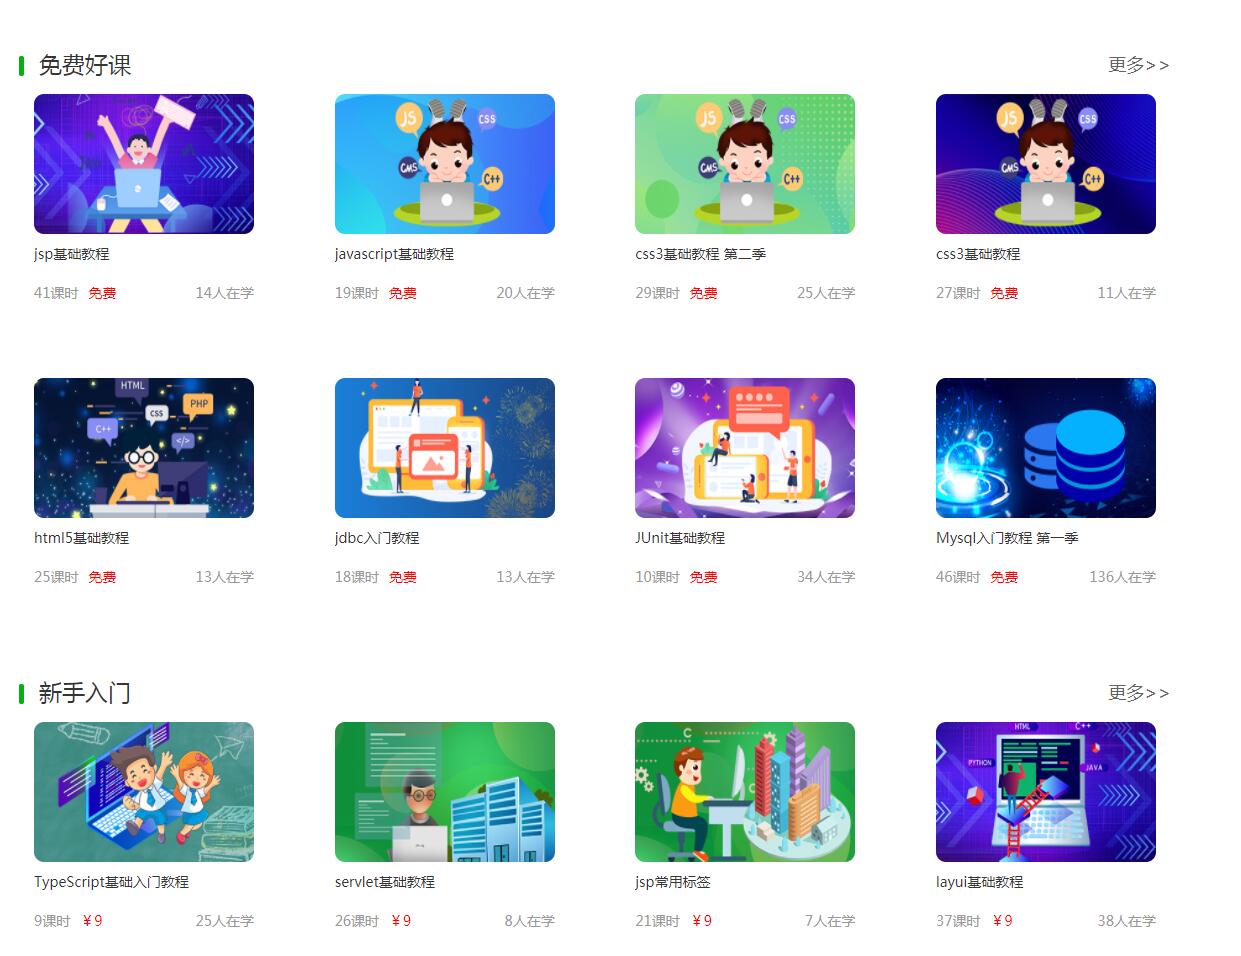 免费好课 更多>>
JS CSS CMS C++
JS CSS CMS C++
JS CSS CMS C++
jsp基础教程 javascript基础教程 css3基础教程 第二季 css3基础教程
41课时 免费 14人在学 19课时 免费 20人在学 29课时 免费 25人在学 27课时 免费 11人在学
HTML PHP CSS C++ </>
html5基础教程 jdbc入门教程 JUnit基础教程 Mysql入门教程 第一季
25课时 免费 13人在学 18课时 免费 13人在学 10课时 免费 34人在学 46课时 免费 136人在学
新手入门 更多>>
C
HTML C++ PYTHON JAVA
TypeScript基础入门教程 servlet基础教程 jsp常用标签 layui基础教程
9课时 ¥9 25人在学 26课时 ¥9 8人在学 21课时 ¥9 7人在学 37课时 ¥9 38人在学